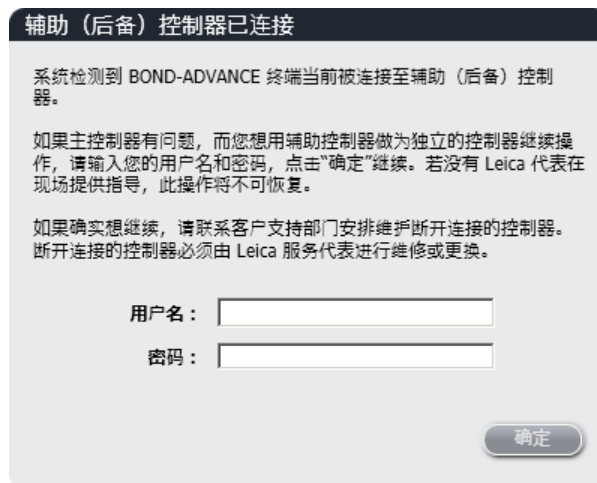 辅助（后备）控制器已连接
系统检测到 BOND-ADVANCE 终端当前被连接至辅助（后备）控制
器。
如果主控制器有问题，而您想用辅助控制器做为独立的控制器继续操
作，请输入您的用户名和密码，点击“确定”继续。若没有 Leica 代表在
现场提供指导，此操作将不可恢复。
如果确实想继续，请联系客户支持部门安排维护断开连接的控制器。
断开连接的控制器必须由 Leica 服务代表进行维修或更换。
用户名：
密码：
确定